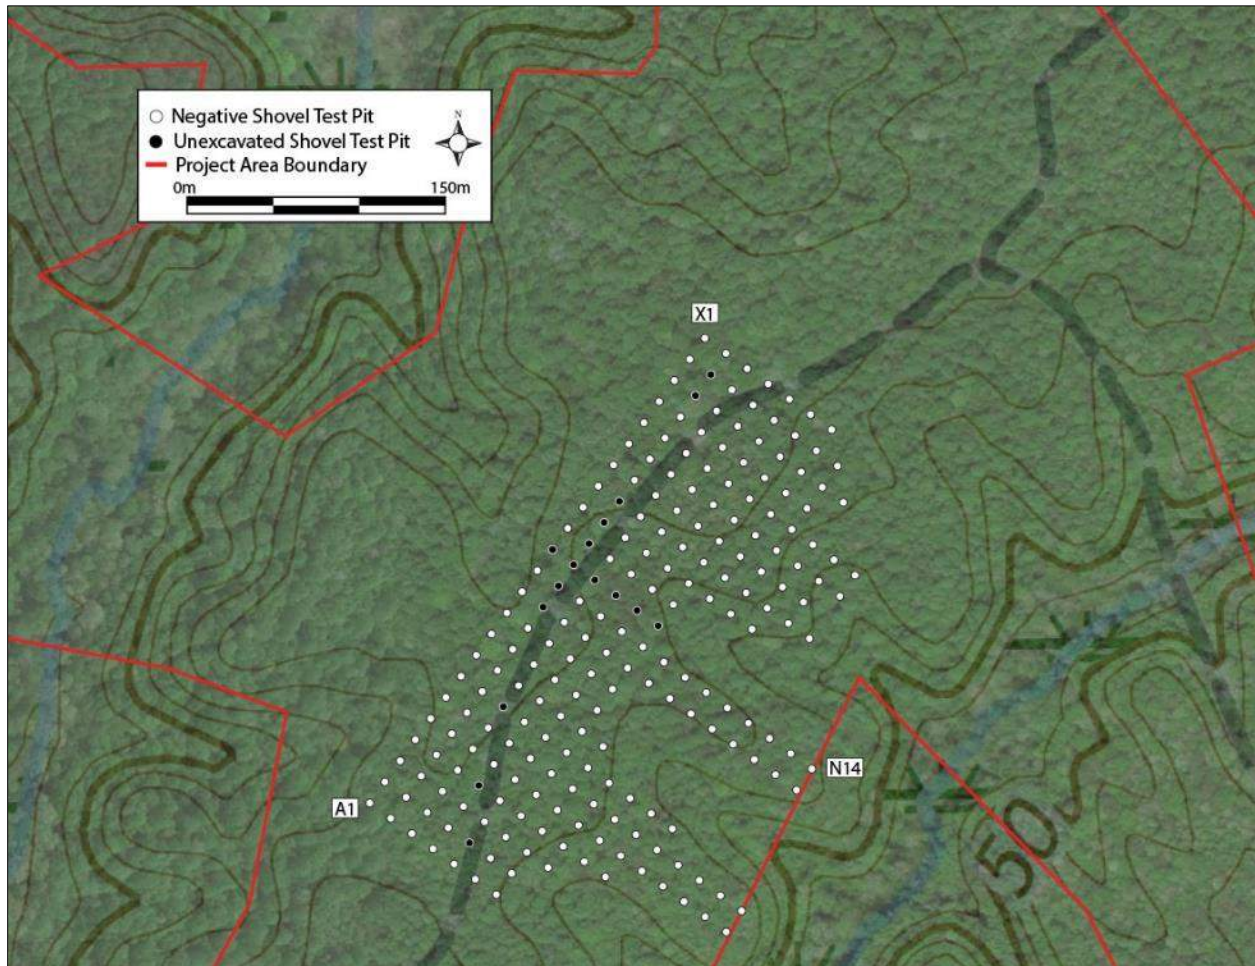 Negative Shovel Test Pit
N
Unexcavated Shovel Test Pit
Project Area Boundary
0m 150m
X1
A1
N14
50